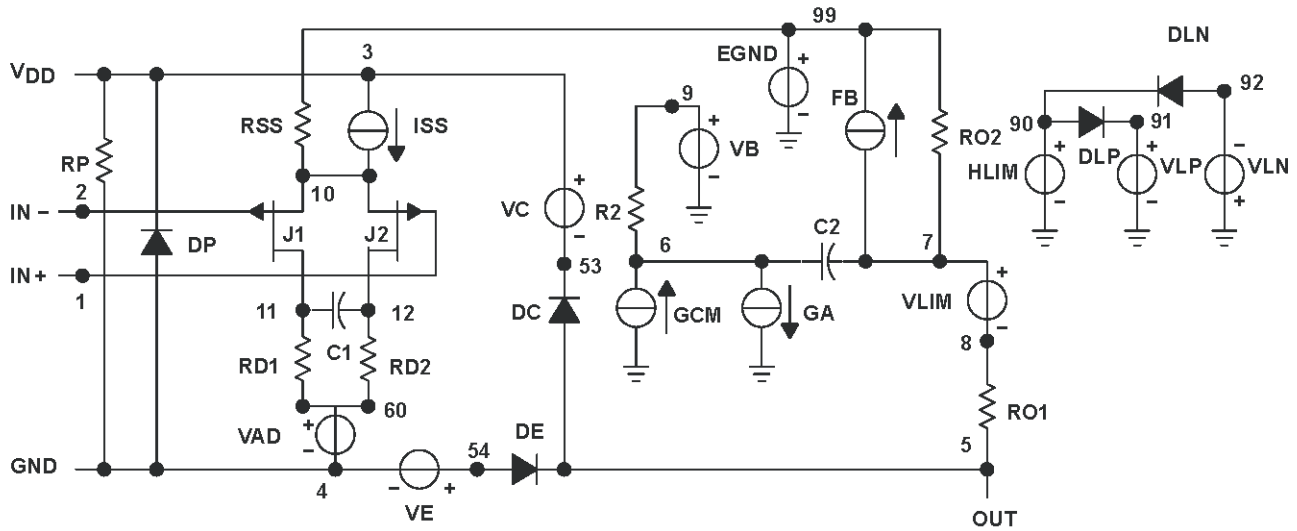 99
DLN
3
EGND
+
VDD
92
9
FB
+
-
RSS
ISS
90
91
RP
VB
-
RO2
DLP
+
+
-
2
10
HLIM
VLP
VLN
IN -
+
R2
-
-
+
VC
C2
J1
J2
-
DP
6
7
IN +
53
+
1
VLIM
11
12
DC
GCM
GA
-
C1
8
RD1
RD2
60
RO1
+
VAD
DE
-
54
5
GND
4
-
+
VE
OUT